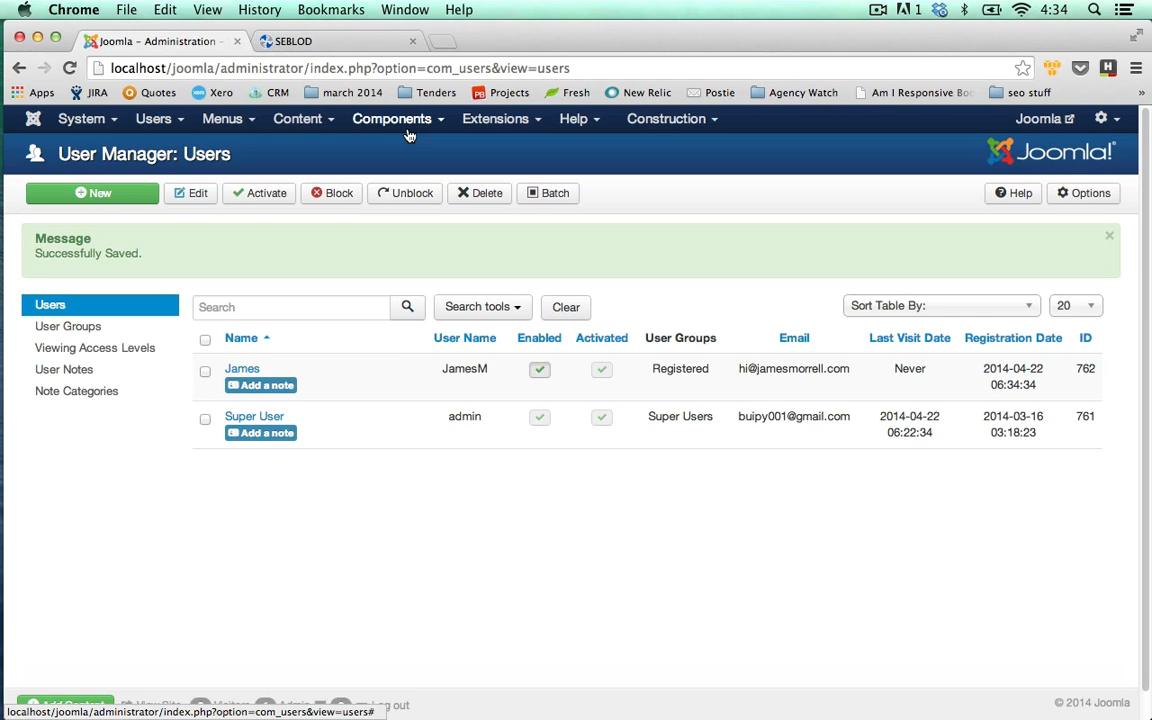 Chrome File Edit View History Bookmarks Window Help 1 4:34
Joomla - Administration - SEBLOD
localhost/joomla/administrator/index.php?option=com_users&view=users
Apps JIRA Quotes Xero CRM march 2014 Tenders Projects Fresh New Relic Postie Agency Watch Am I Responsive Bo seo stuff
System Users Menus Content Components Extensions Help Construction Joomla
User Manager: Users Joomla!
New Edit Activate Block Unblock Delete Batch Help Options
Message
Successfully Saved.
Users
User Groups
Viewing Access Levels
User Notes
Note Categories
Search Search tools Clear Sort Table By: 20
Name User Name Enabled Activated User Groups Email Last Visit Date Registration Date ID
James JamesM Registered hi@jamesmorrell.com Never 2014-04-22 762
Add a note 06:34:34
Super User admin Super Users buipy001@gmail.com 2014-04-22 2014-03-16 761
Add a note 06:22:34 03:18:23
out © 2014 Joomla
localhost/joomla/administrator/index.php?option=com_users&view=users#